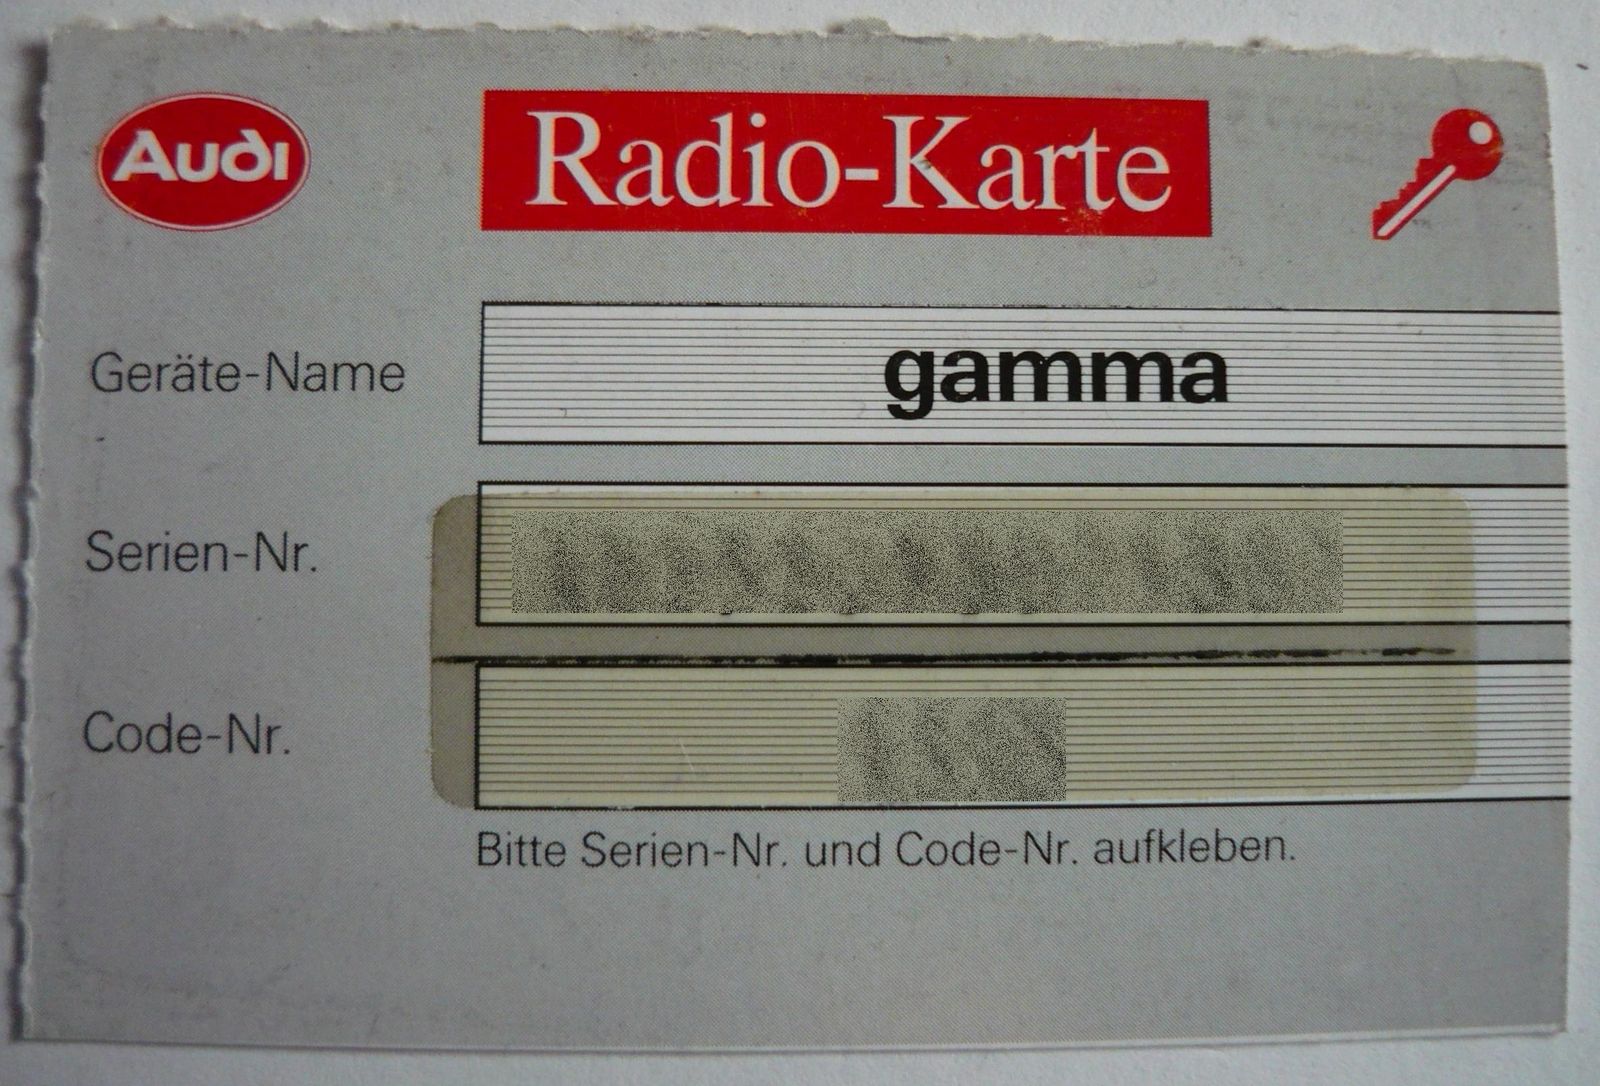 Audi
Radio-Karte
Geräte-Name
gamma
Serien-Nr.
Code-Nr.
Bitte Serien-Nr. und Code-Nr. aufkleben.